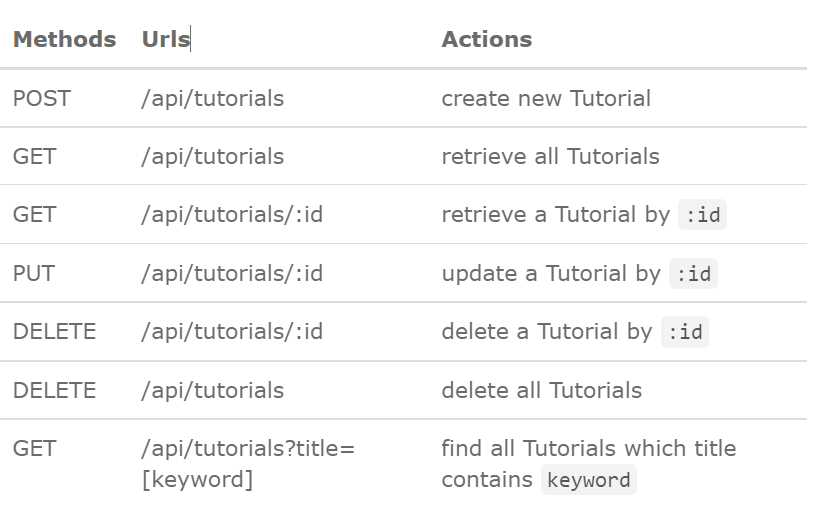 Methods Urls Actions
POST /api/tutorials create new Tutorial
GET /api/tutorials retrieve all Tutorials
GET /api/tutorials/:id retrieve a Tutorial by :id
PUT /api/tutorials/:id update a Tutorial by :id
DELETE /api/tutorials/:id delete a Tutorial by :id
DELETE /api/tutorials delete all Tutorials
GET /api/tutorials?title= find all Tutorials which title
[keyword] contains keyword